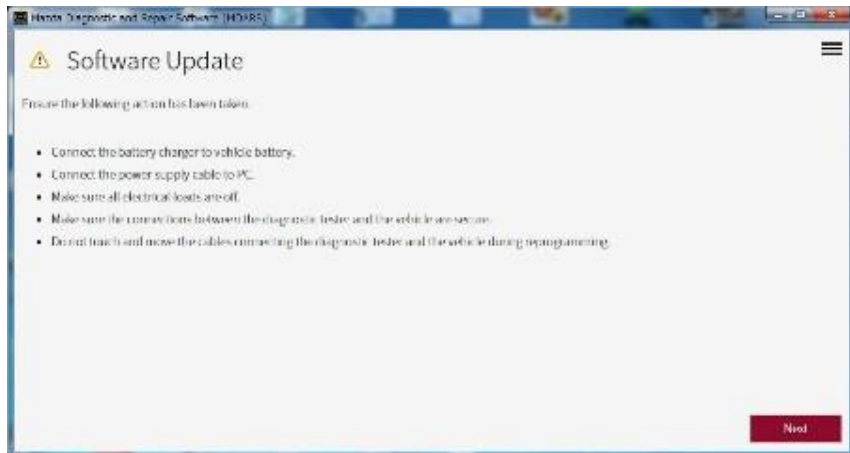 Mazda Diagnostic and Repair Software (MDARS)
Software Update
Ensure the following action has been taken.
• Connect the battery charger to vehicle battery.
• Connect the power supply cable to PC.
• Make sure all electrical loads are off.
• Make sure the connections between the diagnostic tester and the vehicle are secure.
• Do not touch and move the cables connecting the diagnostic tester and the vehicle during reprogramming.
Next